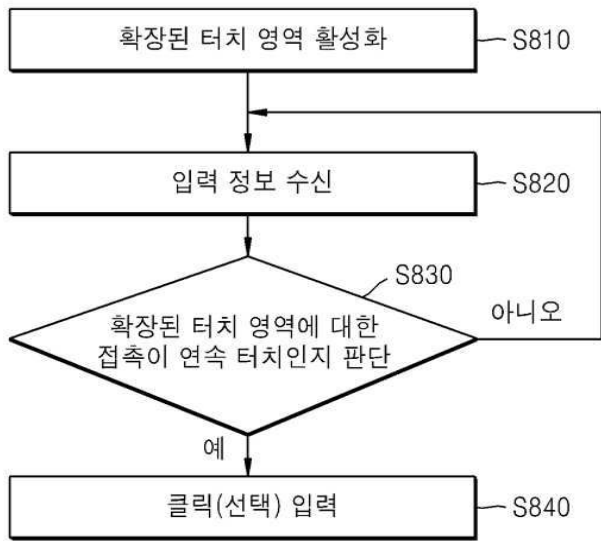 확장된 터치 영역 활성화
S810
입력 정보 수신
S820
S830
확장된 터치 영역에 대한
접촉이 연속 터치인지 판단
아니오
예
클릭(선택) 입력
S840